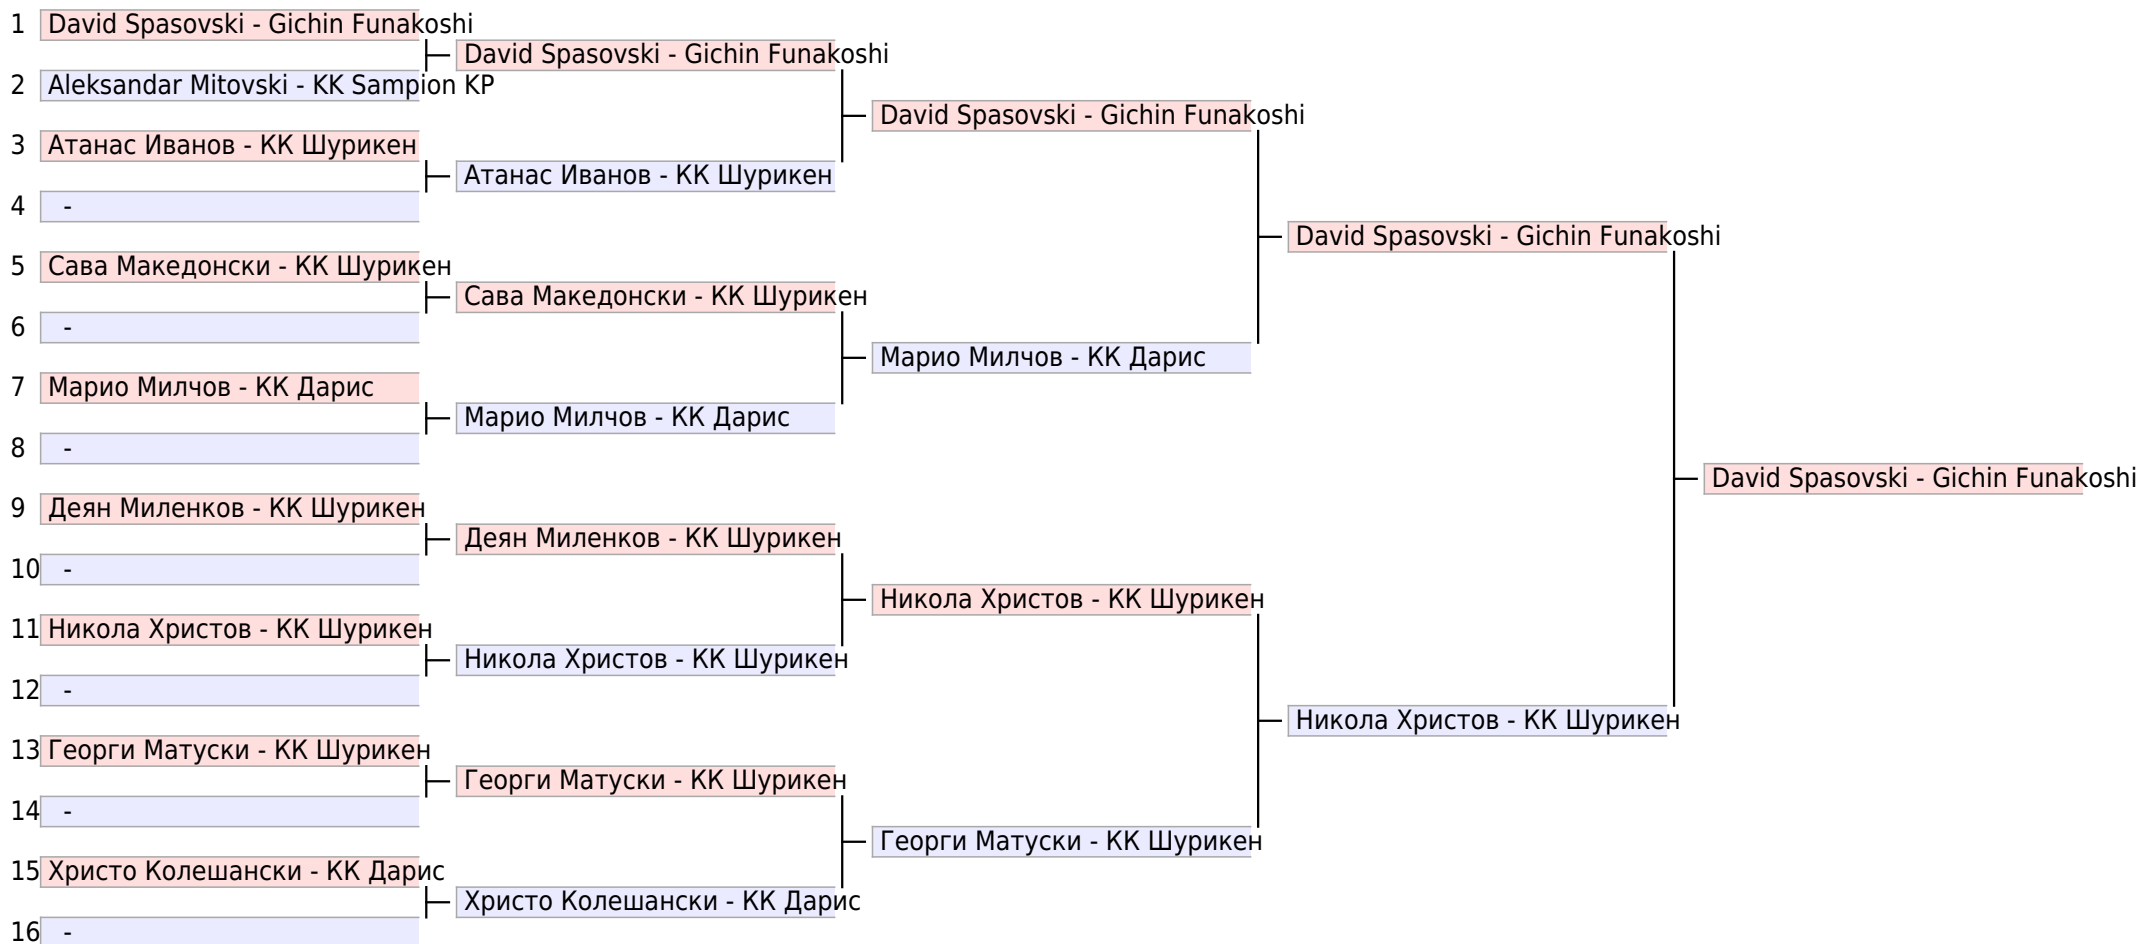 1 David Spasovski - Gichin Funakoshi
David Spasovski - Gichin Funakoshi
2 Aleksandar Mitovski - KK Sampion KP
David Spasovski - Gichin Funakoshi
3 Атанас Иванов - КК Шурикен
Атанас Иванов - КК Шурикен
4 -
David Spasovski - Gichin Funakoshi
5 Сава Македонски - КК Шурикен
Сава Македонски - КК Шурикен
6 -
Марио Милчов - КК Дарис
7 Марио Милчов - КК Дарис
Марио Милчов - КК Дарис
8 -
David Spasovski - Gichin Funakoshi
9 Деян Миленков - КК Шурикен
Деян Миленков - КК Шурикен
10 -
Никола Христов - КК Шурикен
11 Никола Христов - КК Шурикен
Никола Христов - КК Шурикен
12 -
Никола Христов - КК Шурикен
13 Георги Матуски - КК Шурикен
Георги Матуски - КК Шурикен
14 -
Георги Матуски - КК Шурикен
15 Христо Колешански - КК Дарис
Христо Колешански - КК Дарис
16 -